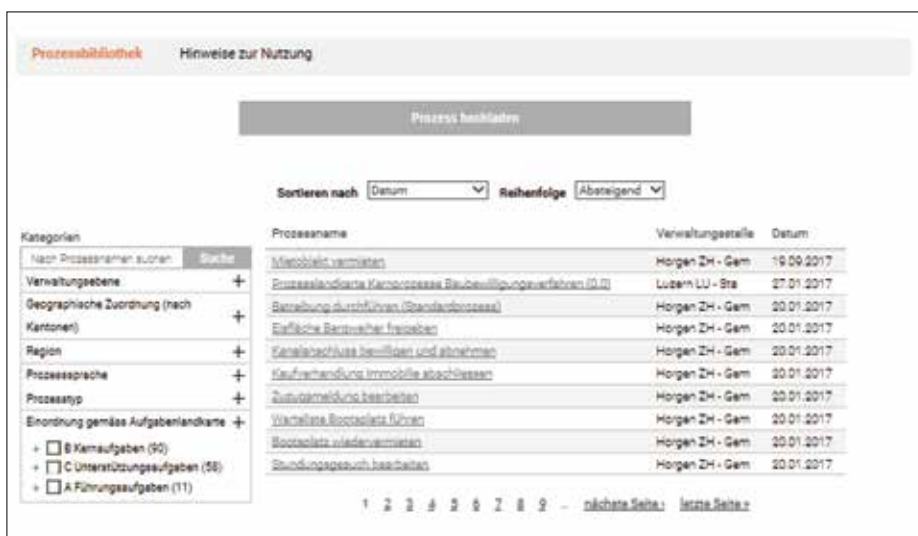 Prozessbibliothek Hinweise zur Nutzung
Prozess hochladen
Sortieren nach Datum Reihenfolge Absteigend
Kategorien
Nach Prozessnamen suchen Suche
Verwaltungsebene +
Geographische Zuordnung (nach
Kantonen) +
Region +
Prozesssprache +
Prozesstyp +
Einordnung gemäss Aufgabenlandkarte +
+ B Kernaufgaben (90)
+ C Unterstützungsaufgaben (58)
+ A Führungsaufgaben (11)
Prozessname Verwaltungsstelle Datum
Mietobjekt vermieten Horgen ZH - Gem 19.09.2017
Prozesslandkarte Kernprozesse Baubewilligungsverfahren (0.0) Luzern LU - Sta 27.01.2017
Betreibung durchführen (Standardprozess) Horgen ZH - Gem 20.01.2017
Eisfläche Bergweiher freigeben Horgen ZH - Gem 20.01.2017
Kanalanschluss bewilligen und abnehmen Horgen ZH - Gem 20.01.2017
Kaufverhandlung Immobilie abschliessen Horgen ZH - Gem 20.01.2017
Zuzugsmeldung bearbeiten Horgen ZH - Gem 20.01.2017
Warteliste Bootsplatz führen Horgen ZH - Gem 20.01.2017
Bootsplatz wiedervermieten Horgen ZH - Gem 20.01.2017
Stundungsgesuch bearbeiten Horgen ZH - Gem 20.01.2017
1 2 3 4 5 6 7 8 9 … nächste Seite › letzte Seite »